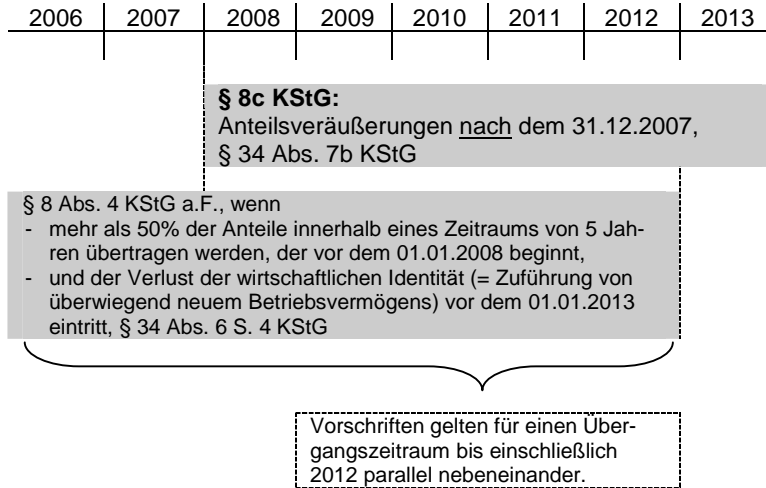 2006 2007 2008 2009 2010 2011 2012 2013
§ 8c KStG:
Anteilsveräußerungen nach dem 31.12.2007,
§ 34 Abs. 7b KStG
§ 8 Abs. 4 KStG a.F., wenn
- mehr als 50% der Anteile innerhalb eines Zeitraums von 5 Jah-
ren übertragen werden, der vor dem 01.01.2008 beginnt,
- und der Verlust der wirtschaftlichen Identität (= Zuführung von
überwiegend neuem Betriebsvermögens) vor dem 01.01.2013
eintritt, § 34 Abs. 6 S. 4 KStG
Vorschriften gelten für einen Über-
gangszeitraum bis einschließlich
2012 parallel nebeneinander.